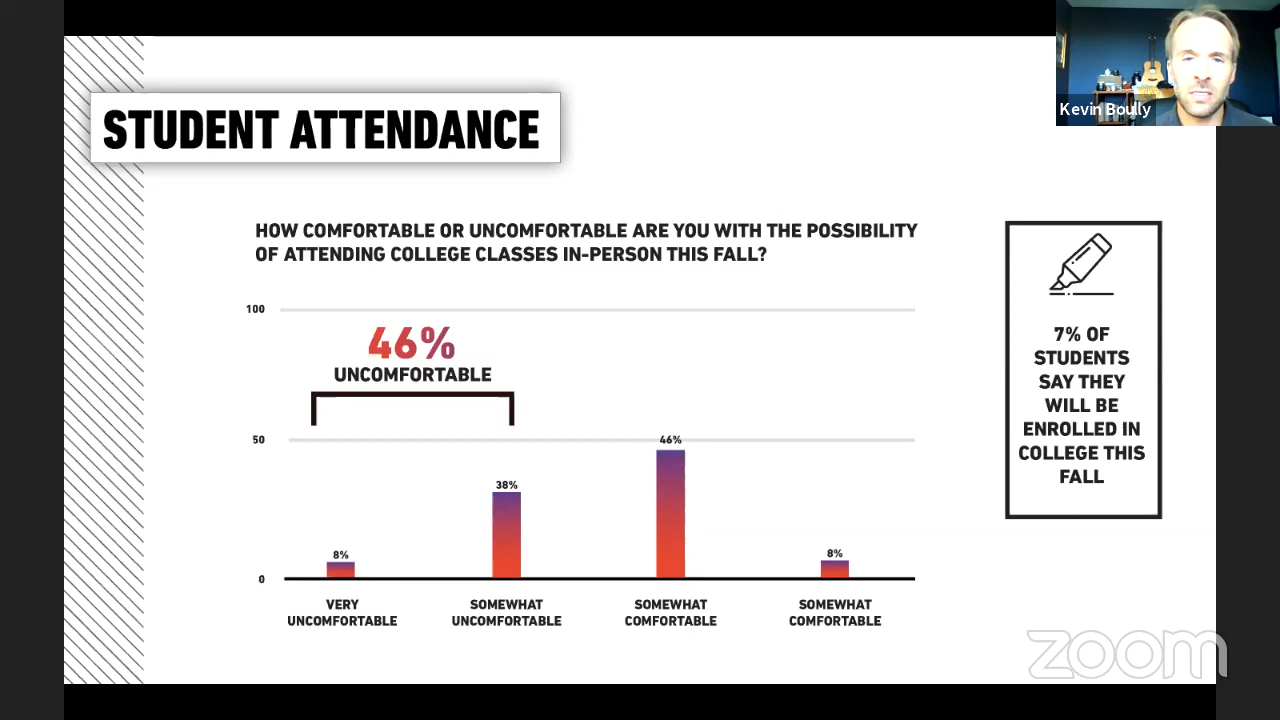 Kevin Boully
STUDENT ATTENDANCE
HOW COMFORTABLE OR UNCOMFORTABLE ARE YOU WITH THE POSSIBILITY
OF ATTENDING COLLEGE CLASSES IN-PERSON THIS FALL?
100
46%
UNCOMFORTABLE
50
46%
38%
8%
8%
0
VERY
UNCOMFORTABLE
SOMEWHAT
UNCOMFORTABLE
SOMEWHAT
COMFORTABLE
SOMEWHAT
COMFORTABLE
7% OF
STUDENTS
SAY THEY
WILL BE
ENROLLED IN
COLLEGE THIS
FALL
zoom